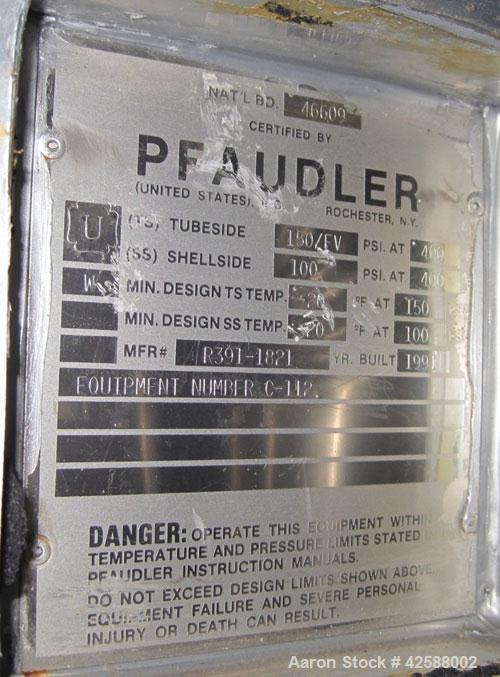 NAT'L BD. 46609
CERTIFIED BY
PFAUDLER
(UNITED STATES),
ROCHESTER, N.Y.
U
(TS) TUBESIDE 150/FV PSI. AT 400
(SS) SHELLSIDE 100 PSI. AT 400
W MIN. DESIGN TS TEMP. -20 °F AT 150
MIN. DESIGN SS TEMP. °F AT 100
MFR# R391-1821 YR. BUILT 1991
EQUIPMENT NUMBER C-112.
DANGER: OPERATE THIS EQUIPMENT WITHIN
TEMPERATURE AND PRESSURE LIMITS STATED IN
PFAUDLER INSTRUCTION MANUALS.
DO NOT EXCEED DESIGN LIMITS SHOWN ABOVE.
EQUIPMENT FAILURE AND SEVERE PERSONAL
INJURY OR DEATH CAN RESULT.
Aaron Stock # 42588002